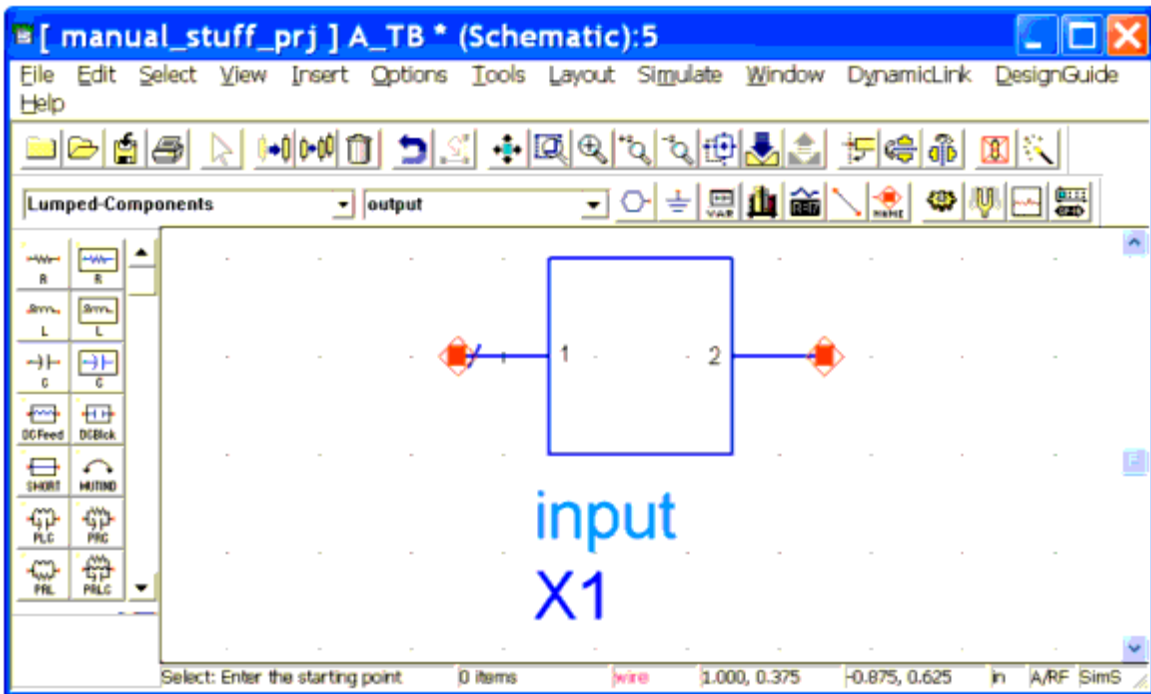 [ manual_stuff_prj ] A_TB * (Schematic):5
File Edit Select View Insert Options Tools Layout Simulate Window DynamicLink DesignGuide
Help
Lumped-Components output
VAR
NAME
R R
L L
C C
DCFeed DCBlck
SHORT MUTIND
PLC PRC
PRL PRLC
1 2
input
X1
Select: Enter the starting point 0 items wire 1.000, 0.375 -0.875, 0.625 in A/RF SimS